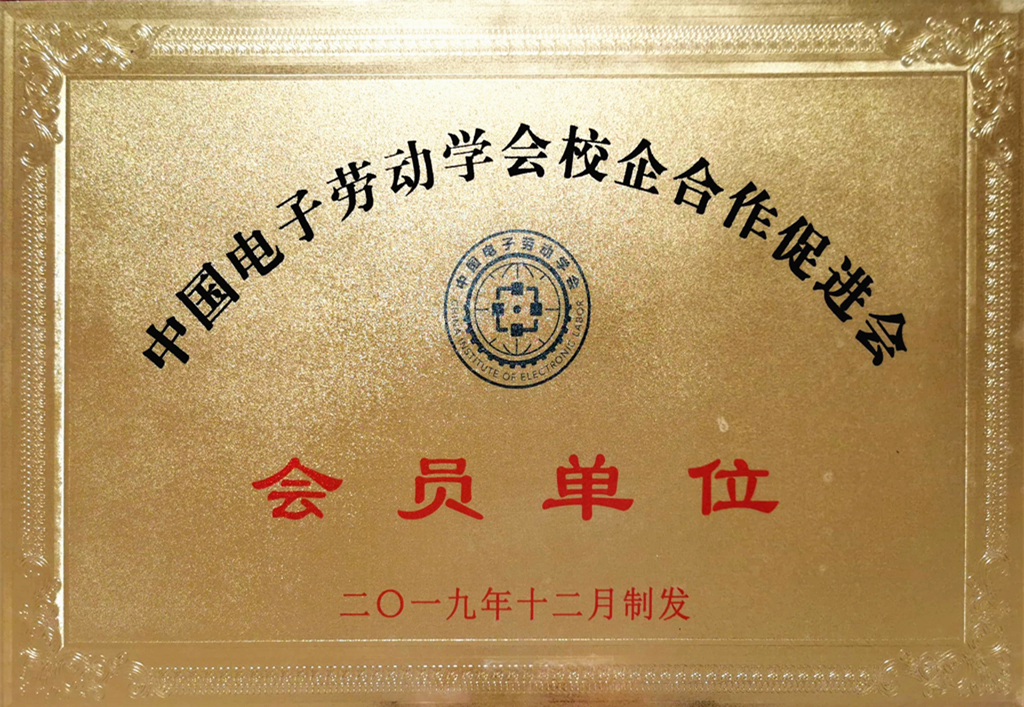 中国电子劳动学会校企合作促进会
中国电子劳动学会
CHINA INSTITUTE OF ELECTRONIC LABOR
会员单位
二〇一九年十二月制发